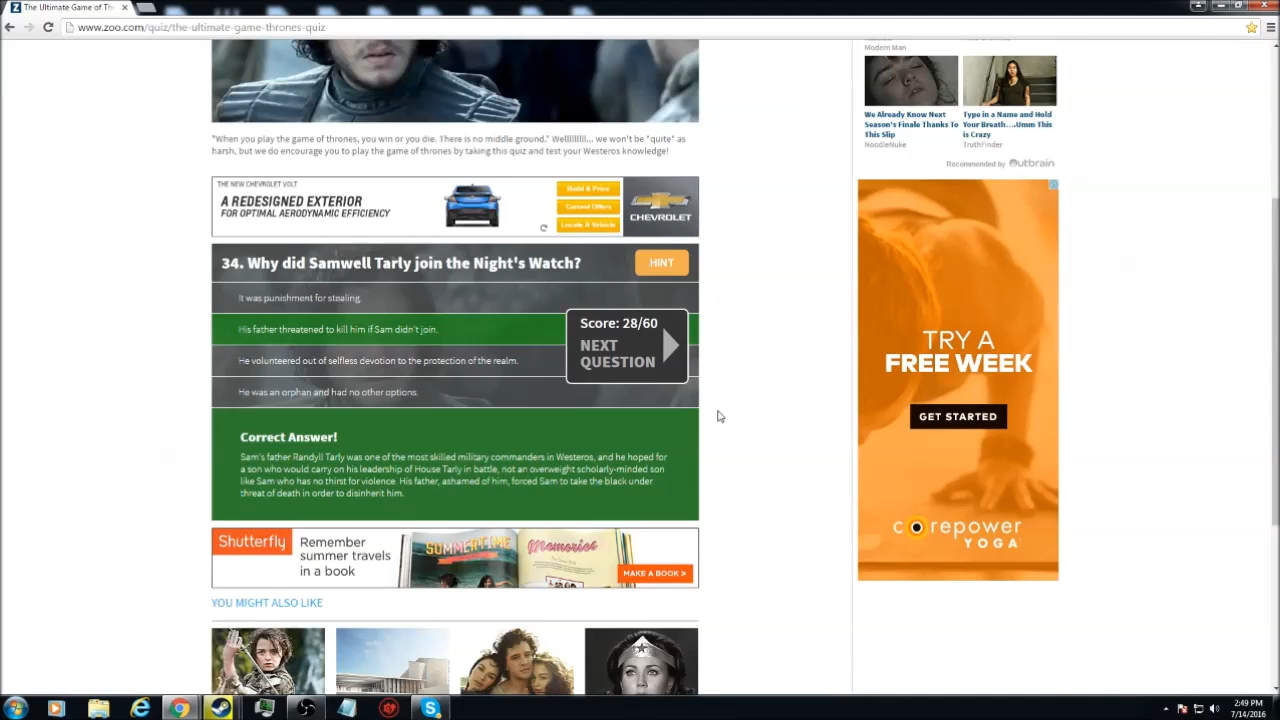 The Ultimate Game of Th
www.zoo.com/quiz/the-ultimate-game-thrones-quiz
"When you play the game of thrones, you win or you die. There is no middle ground." Wellllllll... we won't be "quite" as
harsh, but we do encourage you to play the game of thrones by taking this quiz and test your Westeros knowledge!
THE NEW CHEVROLET VOLT
A REDESIGNED EXTERIOR
FOR OPTIMAL AERODYNAMIC EFFICIENCY
Build & Price
Current Offers
Locate A Vehicle
CHEVROLET
34. Why did Samwell Tarly join the Night's Watch?
HINT
It was punishment for stealing.
His father threatened to kill him if Sam didn't join.
He volunteered out of selfless devotion to the protection of the realm.
He was an orphan and had no other options.
Score: 28/60
NEXT
QUESTION
Correct Answer!
Sam's father Randyll Tarly was one of the most skilled military commanders in Westeros, and he hoped for
a son who would carry on his leadership of House Tarly in battle, not an overweight scholarly-minded son
like Sam who has no thirst for violence. His father, ashamed of him, forced Sam to take the black under
threat of death in order to disinherit him.
Shutterfly
Remember
summer travels
in a book
SUMMERTIME
Memories
MAKE A BOOK >
YOU MIGHT ALSO LIKE
Modern Man
We Already Know Next
Season's Finale Thanks To
This Slip
NoodleNuke
Type in a Name and Hold
Your Breath....Umm This
is Crazy
TruthFinder
Recommended by Outbrain
TRY A
FREE WEEK
GET STARTED
corepower
YOGA
2:49 PM
7/14/2016